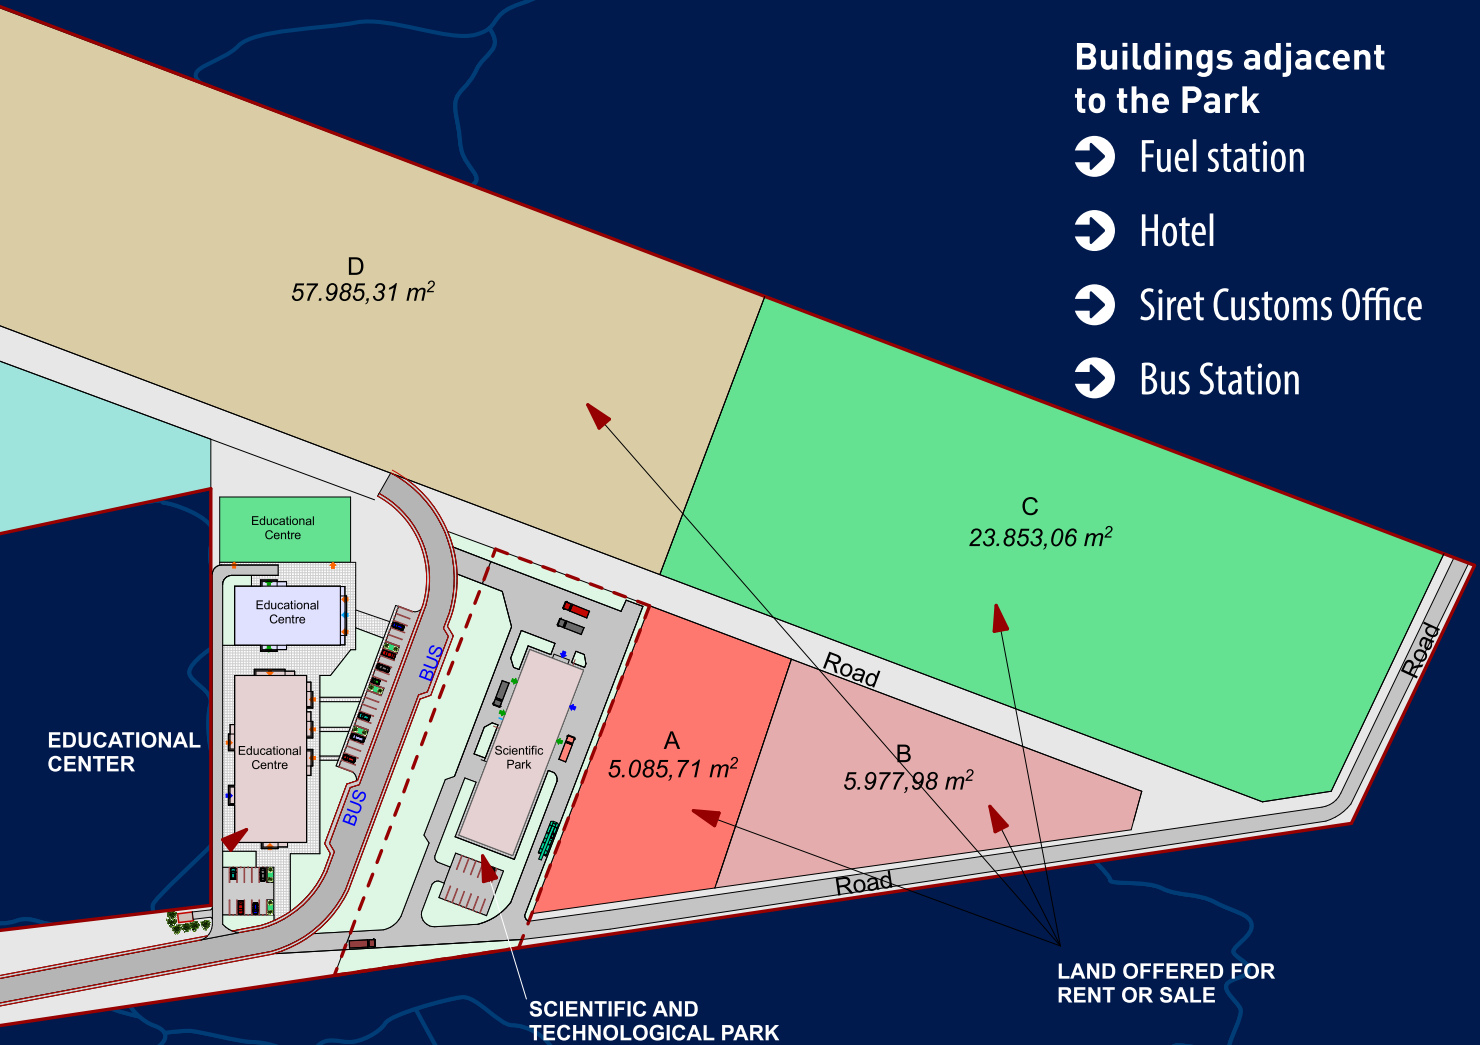 Buildings adjacent
to the Park
Fuel station
Hotel
Siret Customs Office
Bus Station
D
57.985,31 m²
C
23.853,06 m²
Educational
Centre
Educational
Centre
Road
Road
BUS
A
5.085,71 m²
B
5.977,98 m²
EDUCATIONAL
CENTER
Educational
Centre
Scientific
Park
BUS
Road
LAND OFFERED FOR
RENT OR SALE
SCIENTIFIC AND
TECHNOLOGICAL PARK